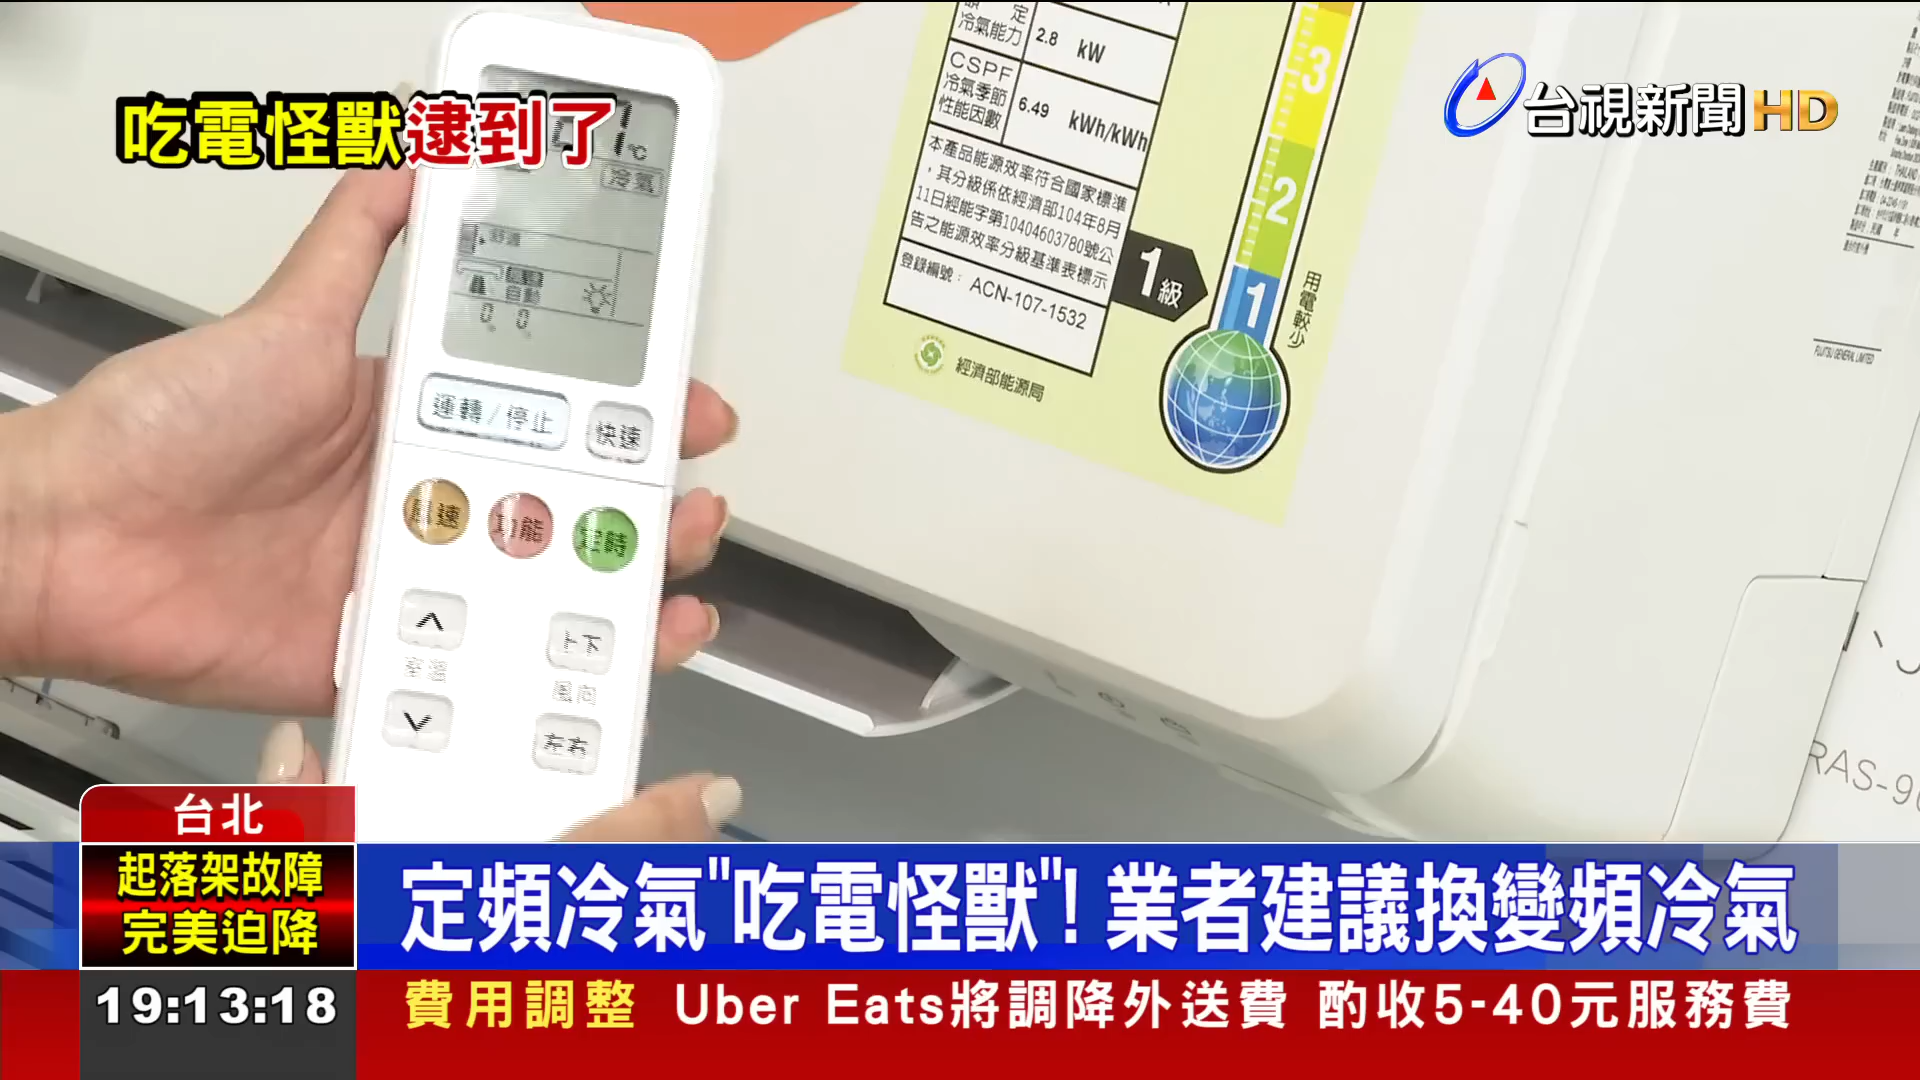 吃電怪獸逮到了
台視新聞HD
定
冷氣能力
2.8 kW
CSPF
冷氣季節
性能因數
6.49 kWh/kWh
本產品能源效率符合國家標準
，其分級係依經濟部104年8月
11日經能字第10404603780號公
告之能源效率分級基準表標示
登錄編號： ACN-107-1532
經濟部能源局
1級
3
2
1
用電較少
FUJITSU GENERAL LIMITED
℃
冷氣
舒適
自動
運轉/停止
快速
功能
定時
上下
風向
左右
台北
起落架故障
完美迫降
定頻冷氣"吃電怪獸"！業者建議換變頻冷氣
19:13:18
費用調整 Uber Eats將調降外送費 酌收5-40元服務費